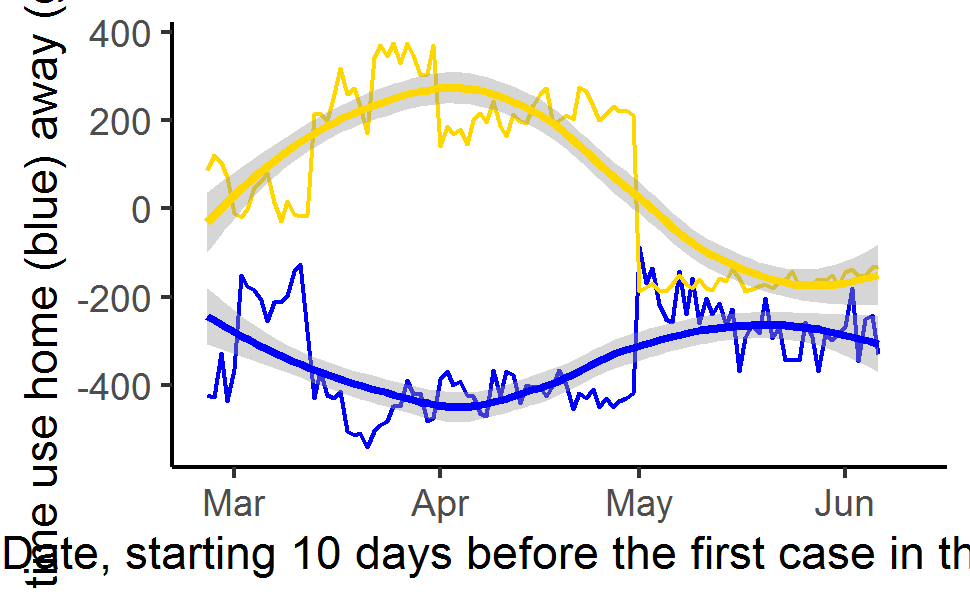 time use home (blue) away (
400
200
0
-200
-400
Mar Apr May Jun
Date, starting 10 days before the first case in th